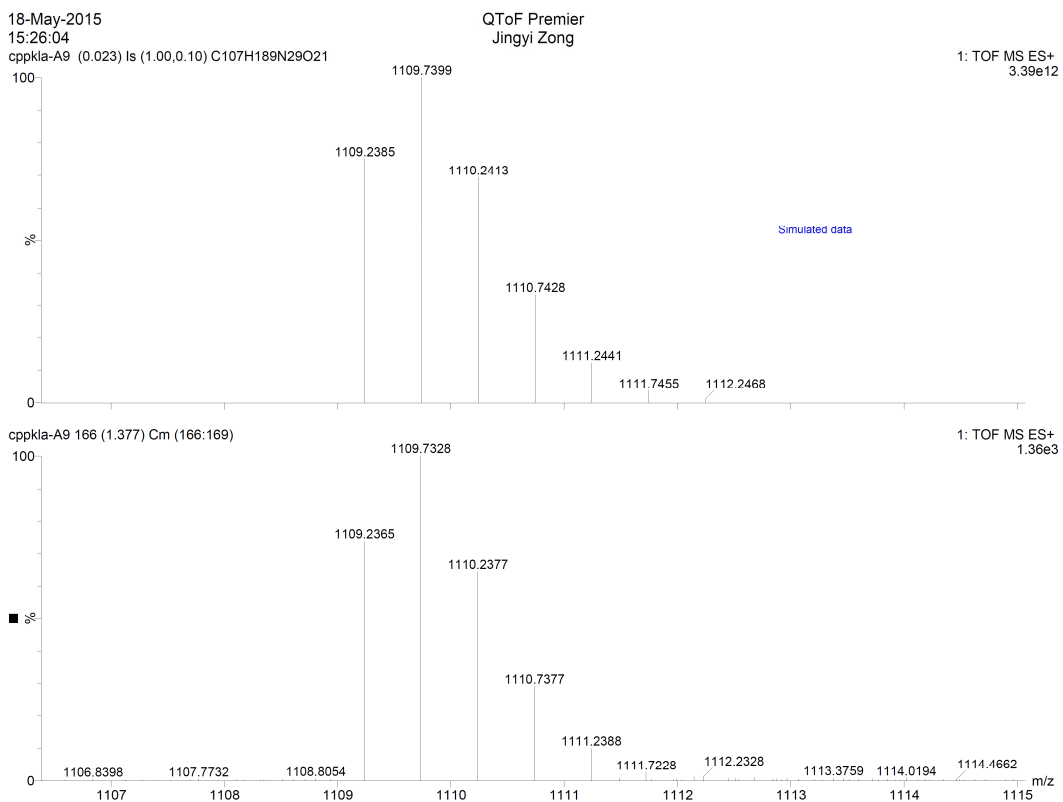 18-May-2015
QToF Premier
15:26:04
Jingyi Zong
cppkla-A9 (0.023) Is (1.00,0.10) C107H189N29O21
1: TOF MS ES+
3.39e12
100
%
0
1109.7399
1109.2385
1110.2413
Simulated data
1110.7428
1111.2441
1111.7455
1112.2468
cppkla-A9 166 (1.377) Cm (166:169)
1: TOF MS ES+
1.36e3
100
%
0
1109.7328
1109.2365
1110.2377
1110.7377
1111.2388
1106.8398
1107.7732
1108.8054
1111.7228
1112.2328
1113.3759
1114.0194
1114.4662
m/z
1107 1108 1109 1110 1111 1112 1113 1114 1115